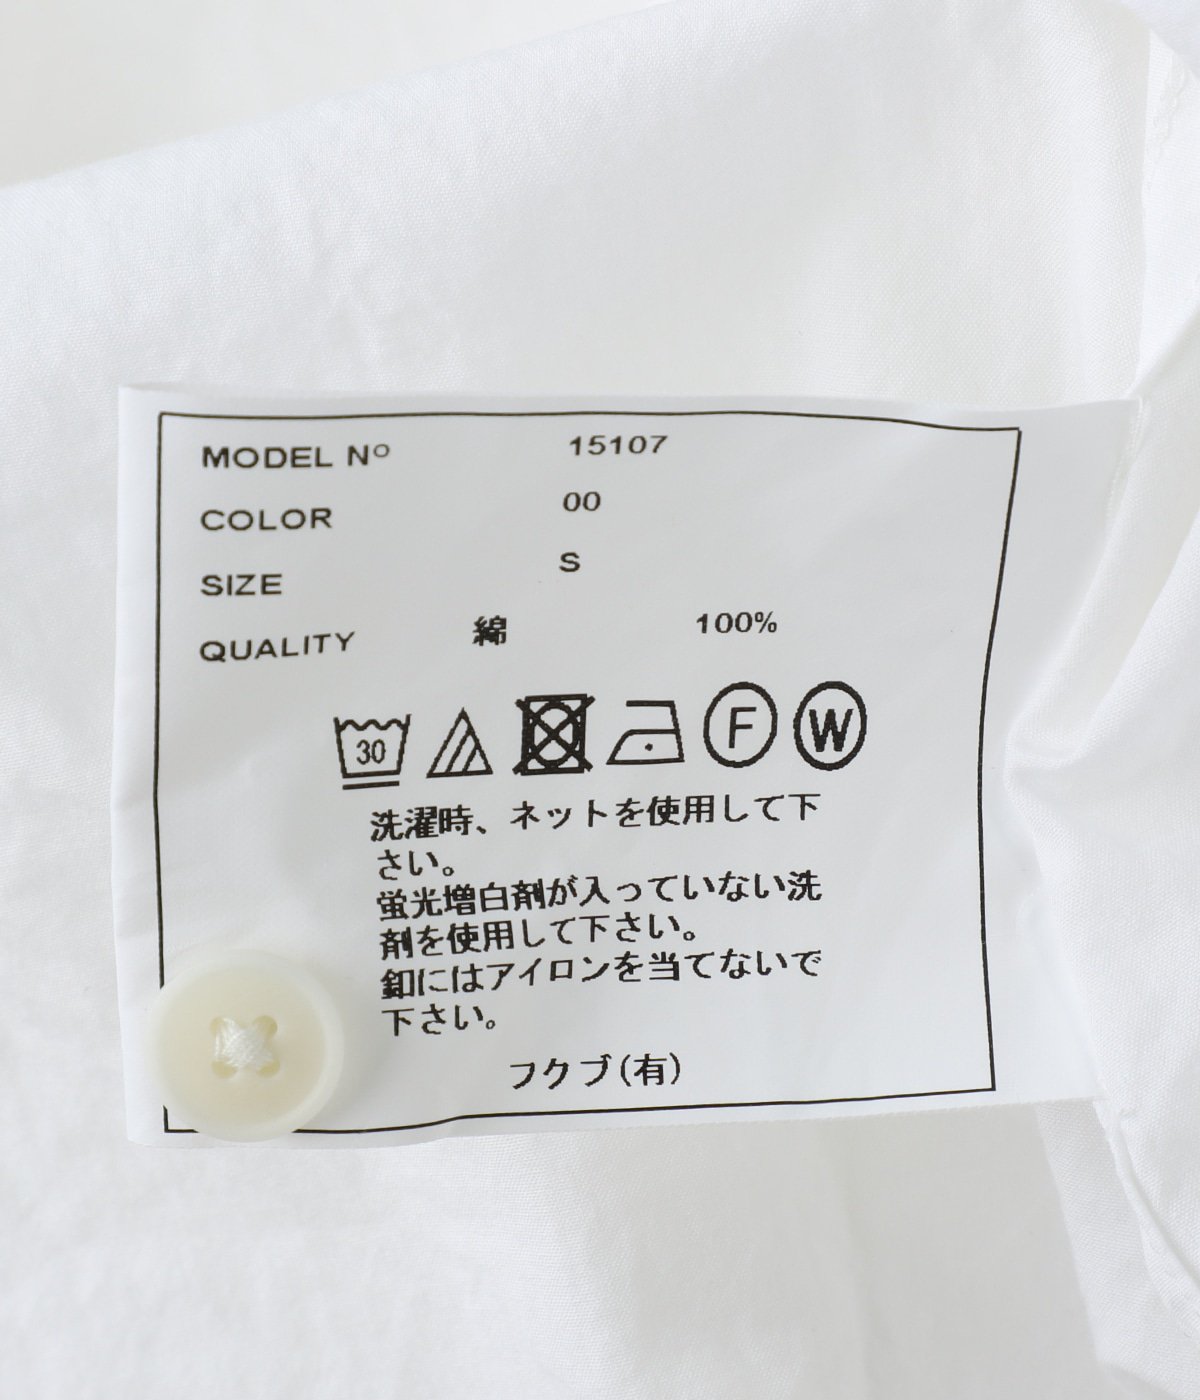 MODEL Nº 15107
COLOR 00
SIZE S
QUALITY 綿 100%
30 F W
洗濯時、ネットを使用して下
さい。
蛍光増白剤が入っていない洗
剤を使用して下さい。
釦にはアイロンを当てないで
下さい。
フクブ(有)